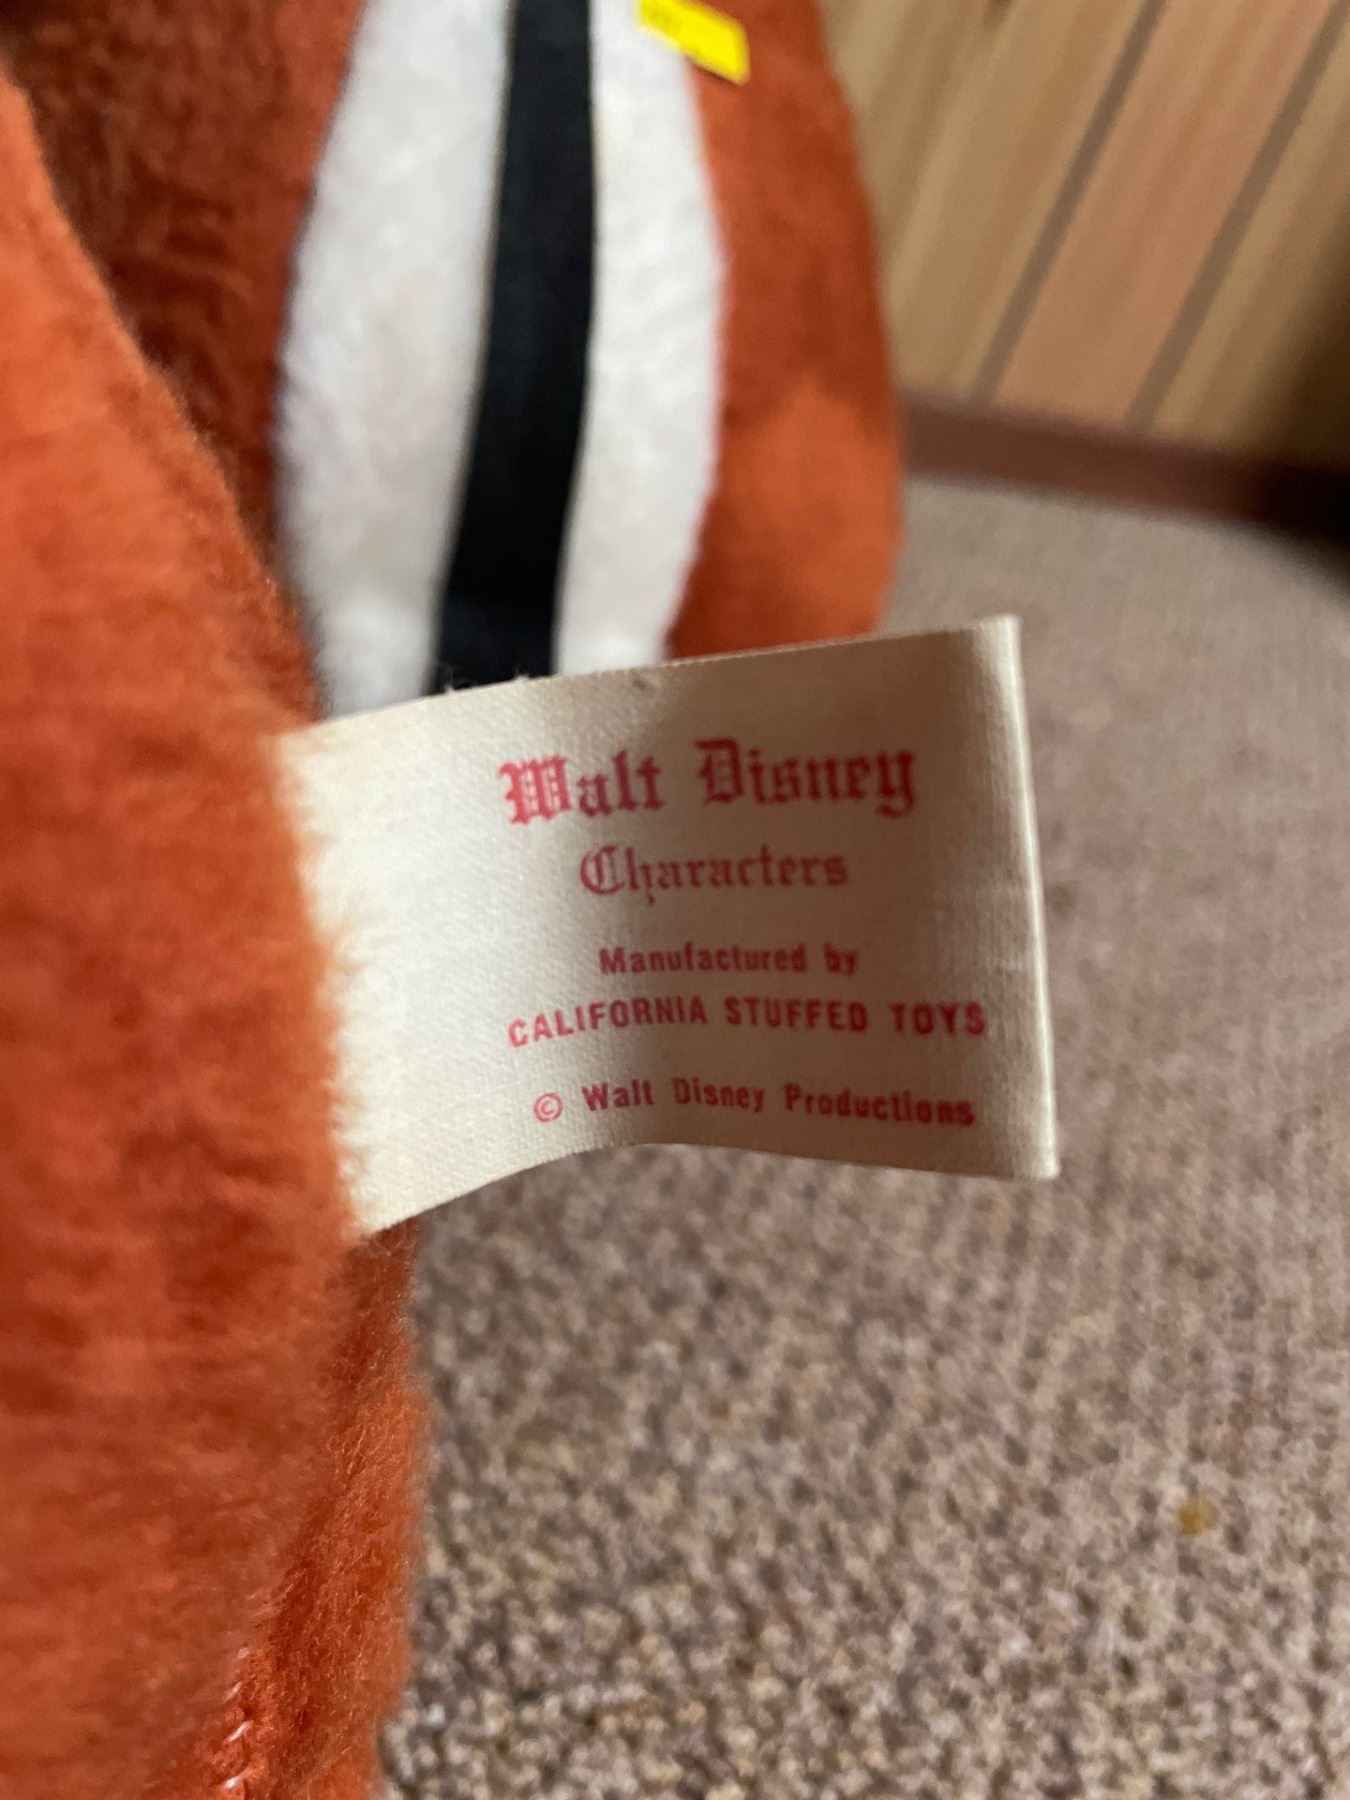 Walt Disney
Characters
Manufactured by
CALIFORNIA STUFFED TOYS
© Walt Disney Productions